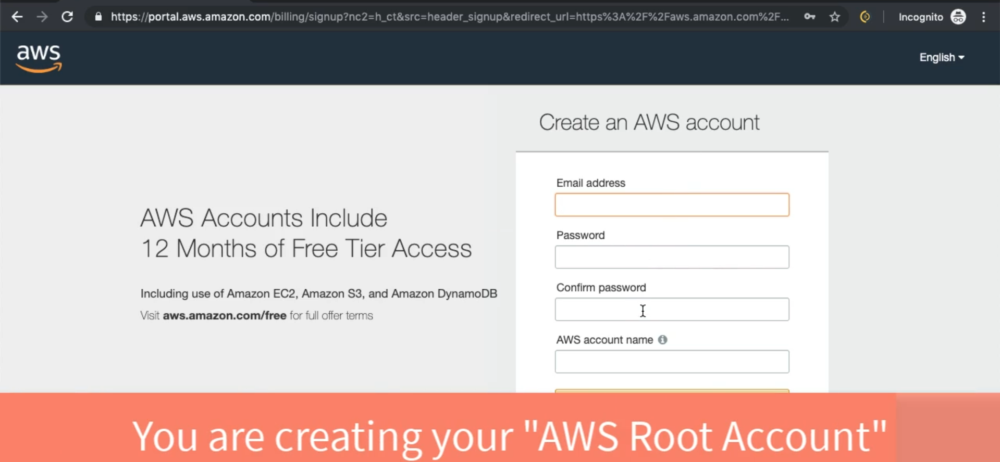 https://portal.aws.amazon.com/billing/signup?nc2=h_ct&src=header_signup&redirect_url=https%3A%2F%2Faws.amazon.com%2F...
Incognito
aws
English
Create an AWS account
Email address
AWS Accounts Include
12 Months of Free Tier Access
Password
Including use of Amazon EC2, Amazon S3, and Amazon DynamoDB
Visit aws.amazon.com/free for full offer terms
Confirm password
AWS account name
You are creating your "AWS Root Account"